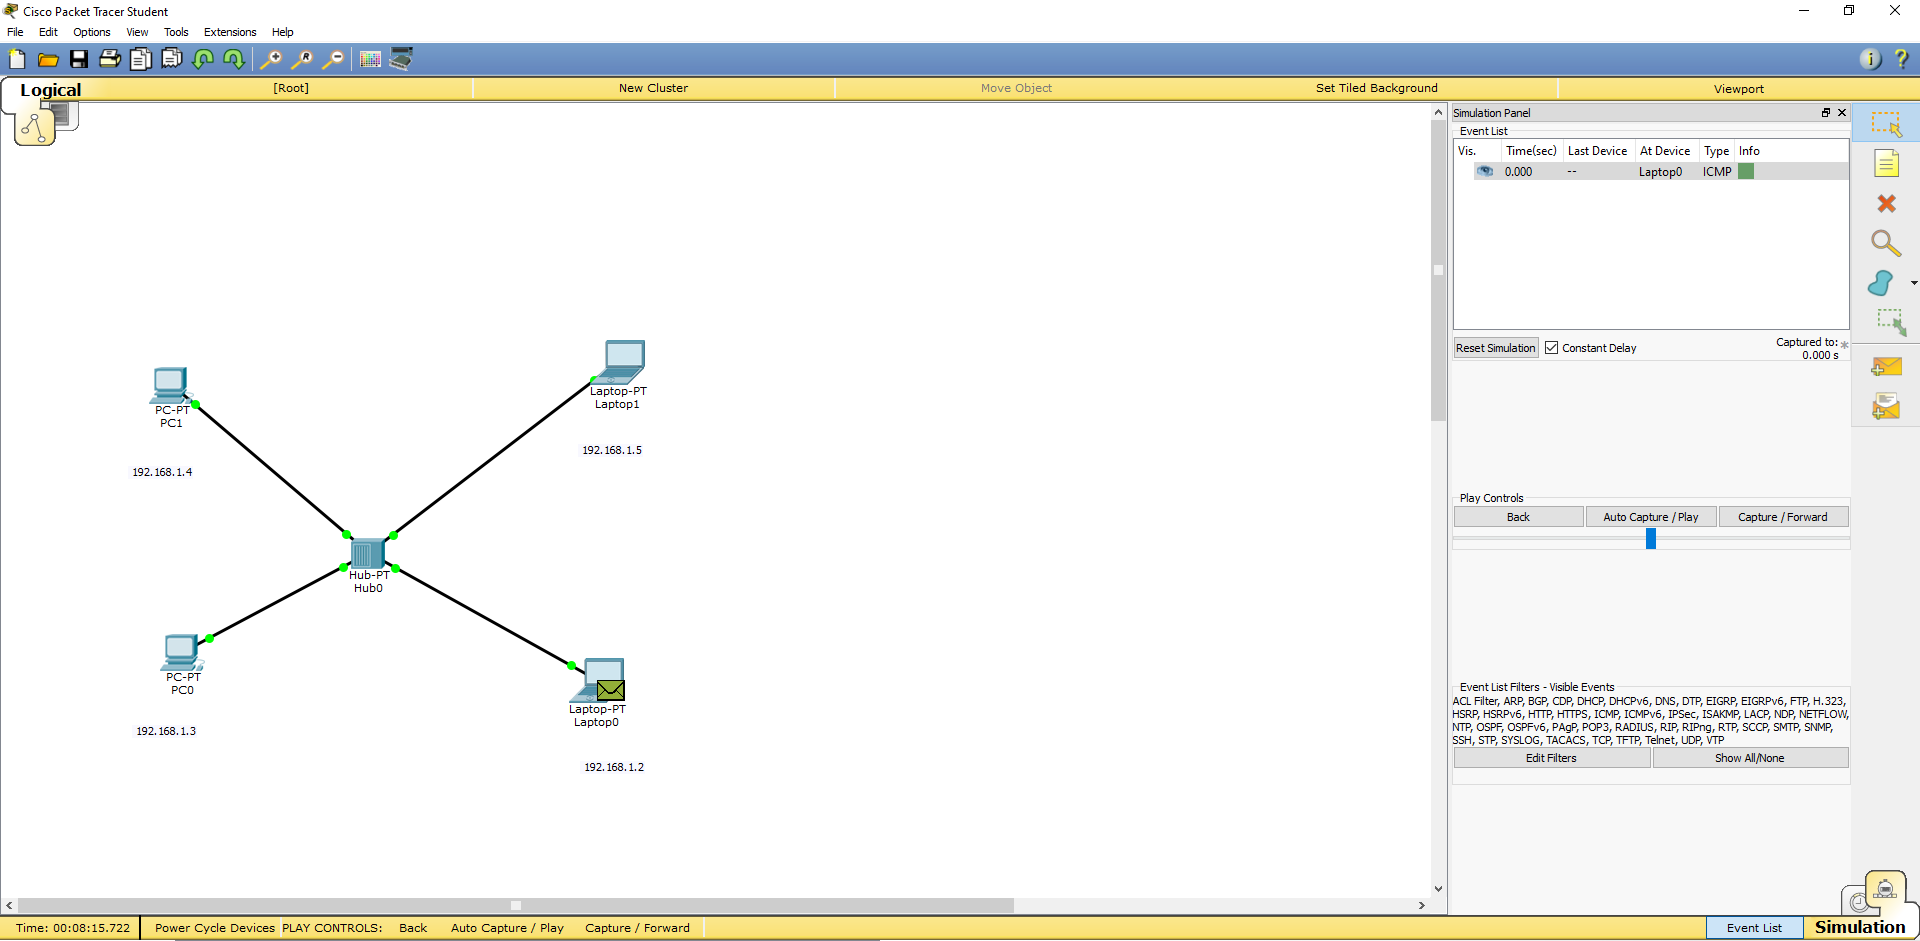 Cisco Packet Tracer Student
File Edit Options View Tools Extensions Help
Logical [Root] New Cluster Move Object Set Tiled Background Viewport
Simulation Panel
Event List
Vis. Time(sec) Last Device At Device Type Info
0.000 -- Laptop0 ICMP
Reset Simulation Constant Delay Captured to: *
0.000 s
Laptop-PT
Laptop1
192.168.1.5
PC-PT
PC1
192.168.1.4
Hub-PT
Hub0
PC-PT
PC0
192.168.1.3
Laptop-PT
Laptop0
192.168.1.2
Play Controls
Back Auto Capture / Play Capture / Forward
Event List Filters - Visible Events
ACL Filter, ARP, BGP, CDP, DHCP, DHCPv6, DNS, DTP, EIGRP, EIGRPv6, FTP, H.323,
HSRP, HSRPv6, HTTP, HTTPS, ICMP, ICMPv6, IPSec, ISAKMP, LACP, NDP, NETFLOW,
NTP, OSPF, OSPFv6, PAgP, POP3, RADIUS, RIP, RIPng, RTP, SCCP, SMTP, SNMP,
SSH, STP, SYSLOG, TACACS, TCP, TFTP, Telnet, UDP, VTP
Edit Filters Show All/None
Time: 00:08:15.722 Power Cycle Devices PLAY CONTROLS: Back Auto Capture / Play Capture / Forward Event List Simulation